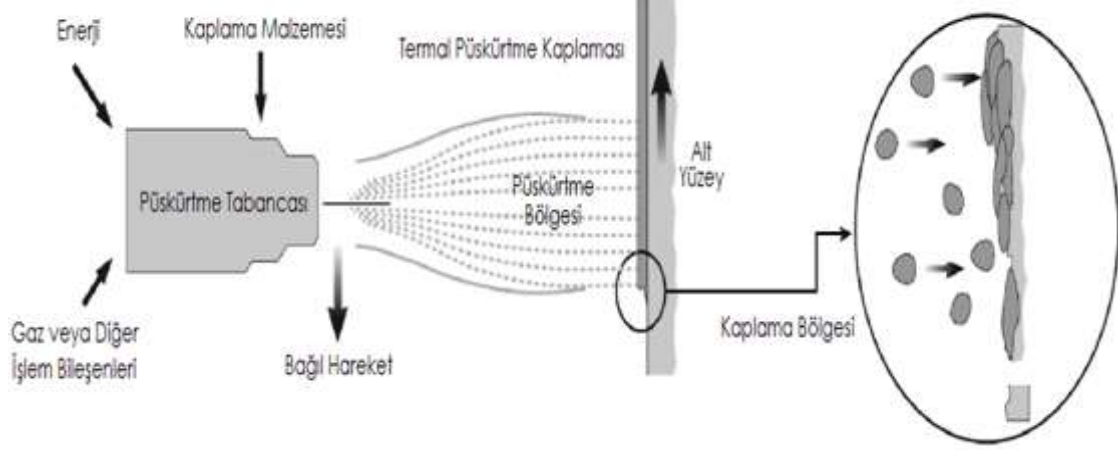 Enerji
Kaplama Malzemesi
Termal Püskürtme Kaplaması
Püskürtme Tabancası
Püskürtme
Bölgesi
Alt
Yüzey
Gaz veya Diğer
İşlem Bileşenleri
Bağıl Hareket
Kaplama Bölgesi